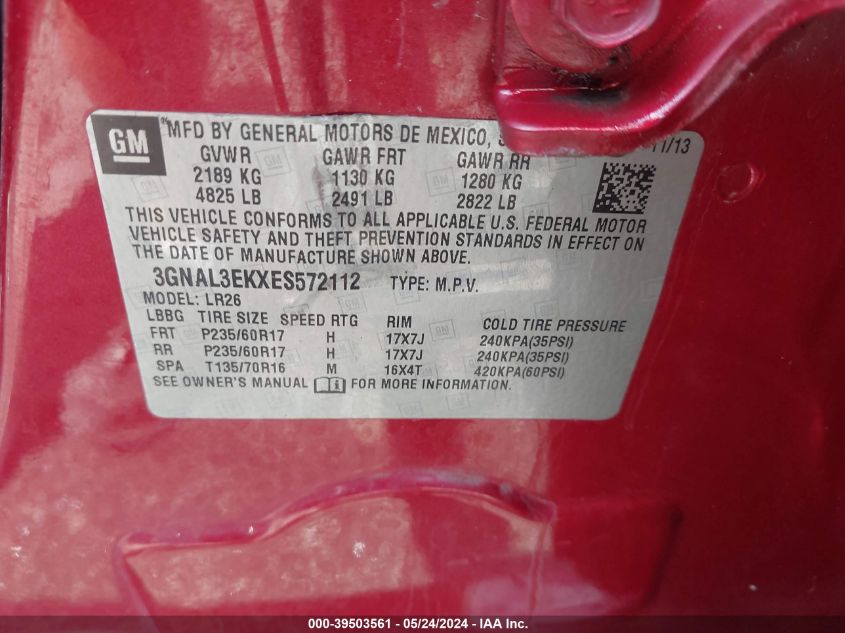 GM
MFD BY GENERAL MOTORS DE MEXICO, 11/13
GVWR GAWR FRT GAWR RR
2189 KG 1130 KG 1280 KG
4825 LB 2491 LB 2822 LB
THIS VEHICLE CONFORMS TO ALL APPLICABLE U.S. FEDERAL MOTOR
VEHICLE SAFETY AND THEFT PREVENTION STANDARDS IN EFFECT ON
THE DATE OF MANUFACTURE SHOWN ABOVE.
3GNAL3EKXES572112 TYPE: M.P.V.
MODEL: LR26
LBBG TIRE SIZE SPEED RTG RIM COLD TIRE PRESSURE
FRT P235/60R17 H 17X7J 240KPA(35PSI)
RR P235/60R17 H 17X7J 240KPA(35PSI)
SPA T135/70R16 M 16X4T 420KPA(60PSI)
SEE OWNER'S MANUAL FOR MORE INFORMATION.
000-39503561 - 05/24/2024 - IAA Inc.